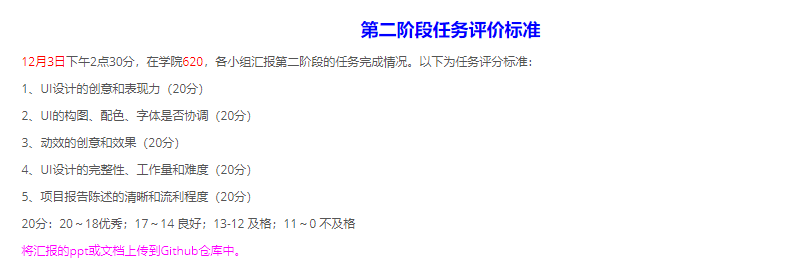 第二阶段任务评价标准
12月3日下午2点30分，在学院620，各小组汇报第二阶段的任务完成情况。以下为任务评分标准：
1、UI设计的创意和表现力（20分）
2、UI的构图、配色、字体是否协调（20分）
3、动效的创意和效果（20分）
4、UI设计的完整性、工作量和难度（20分）
5、项目报告陈述的清晰和流利程度（20分）
20分：20～18优秀；17～14 良好；13-12 及格；11～0 不及格
将汇报的ppt或文档上传到Github仓库中。